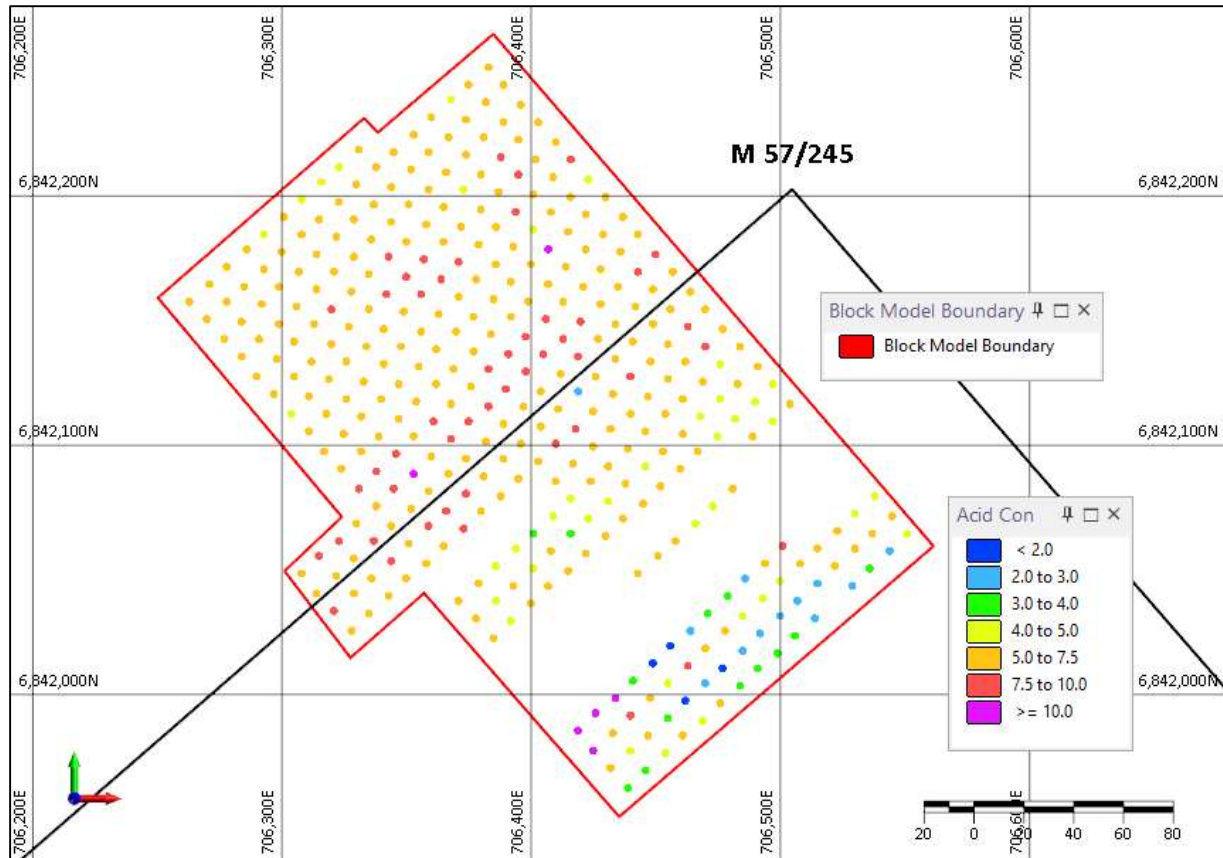 706,200E
706,300E
706,400E
706,500E
706,600E
M 57/245
6,842,200N
6,842,200N
Block Model Boundary
Block Model Boundary
6,842,100N
6,842,100N
Acid Con
< 2.0
2.0 to 3.0
3.0 to 4.0
4.0 to 5.0
5.0 to 7.5
7.5 to 10.0
>= 10.0
6,842,000N
6,842,000N
706,200E
706,300E
706,400E
706,500E
20 0 20 40 60 80